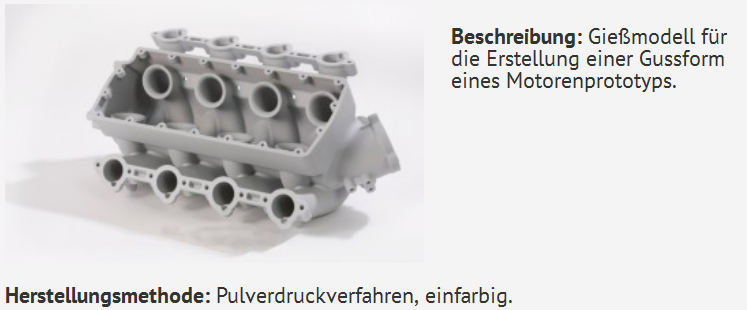 Beschreibung: Gießmodell für
die Erstellung einer Gussform
eines Motorenprototyps.
Herstellungsmethode: Pulverdruckverfahren, einfarbig.